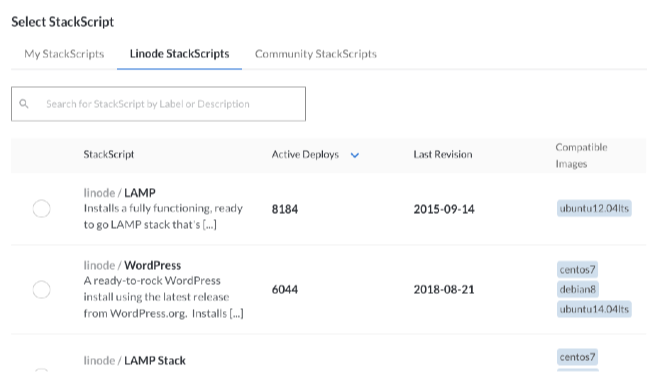 Select StackScript
My StackScripts Linode StackScripts Community StackScripts
Search for StackScript by Label or Description
StackScript Active Deploys Last Revision Compatible Images
linode / LAMP
Installs a fully functioning, ready
to go LAMP stack that's [...]
8184 2015-09-14 ubuntu12.04lts
linode / WordPress
A ready-to-rock WordPress
install using the latest release
from WordPress.org. Installs [...]
6044 2018-08-21
centos7
debian8
ubuntu14.04lts
linode / LAMP Stack
centos7